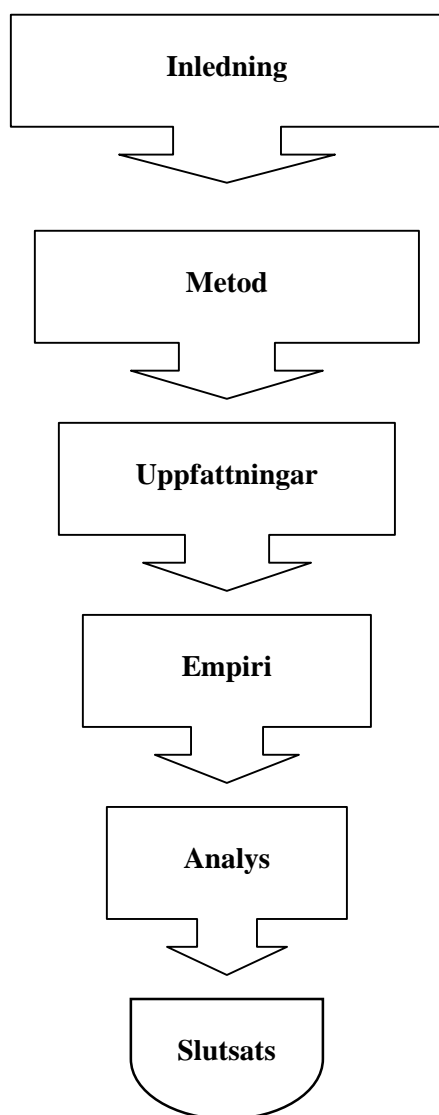 Inledning
Metod
Uppfattningar
Empiri
Analys
Slutsats